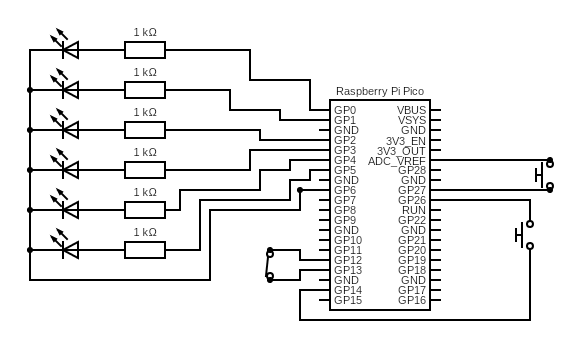 1 kΩ
1 kΩ
1 kΩ
1 kΩ
1 kΩ
1 kΩ
Raspberry Pi Pico
GP0 VBUS
GP1 VSYS
GND GND
GP2 3V3_EN
GP3 3V3_OUT
GP4 ADC_VREF
GP5 GP28
GND GND
GP6 GP27
GP7 GP26
GP8 RUN
GP9 GP22
GND GND
GP10 GP21
GP11 GP20
GP12 GP19
GP13 GP18
GND GND
GP14 GP17
GP15 GP16